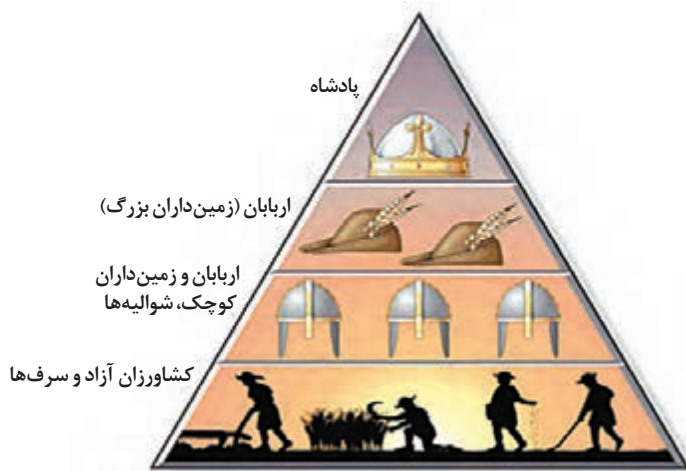 پادشاه
اربابان (زمین‌داران بزرگ)
اربابان و زمین‌داران
کوچک، شوالیه‌ها
کشاورزان آزاد و سرف‌ها